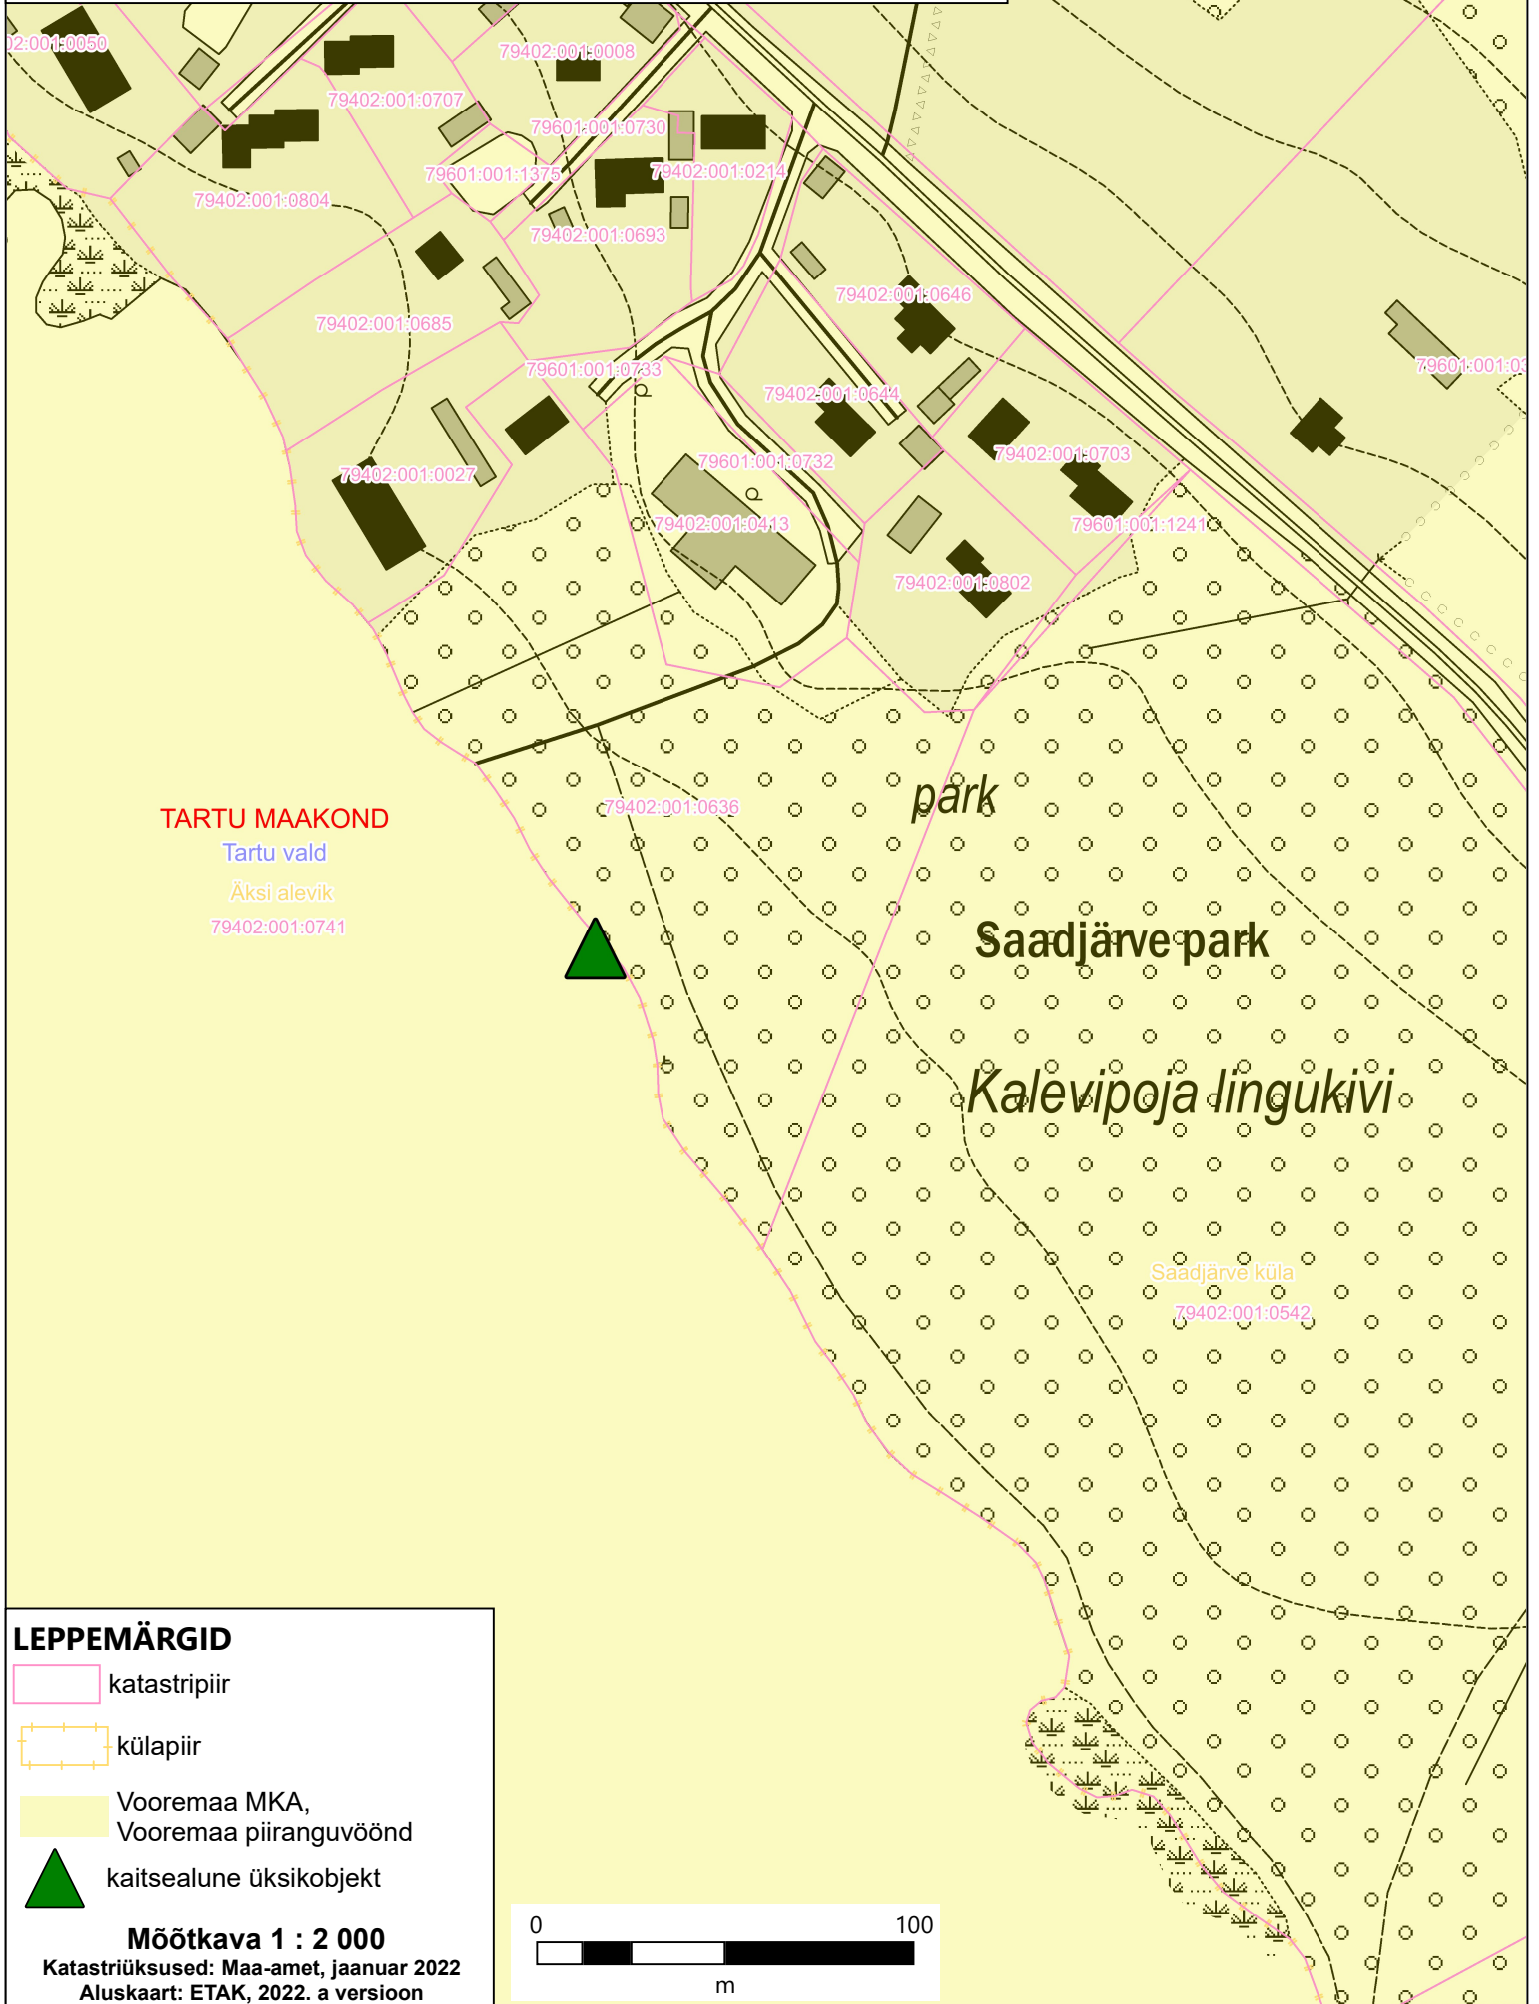 02:001:0050
79402:001:0008
79402:001:0707
79601:001:0730
79402:001:0214
79601:001:1375
79402:001:0804
79402:001:0693
79402:001:0646
79402:001:0685
79601:001:0733
79601:001:03
79402:001:0644
79402:001:0703
79601:001:0732
79402:001:0027
79402:001:0413
79601:001:1241
79402:001:0802
park
79402:001:0636
TARTU MAAKOND
Tartu vald
Äksi alevik
79402:001:0741
Saadjärve park
Kalevipoja lingukivi
Saadjärve küla
79402:001:0542
LEPPEMÄRGID
katastripiir
külapiir
Vooremaa MKA,
Vooremaa piiranguvöönd
kaitsealune üksikobjekt
Mõõtkava 1 : 2 000
Katastriüksused: Maa-amet, jaanuar 2022
Aluskaart: ETAK, 2022. a versioon
0 100
m